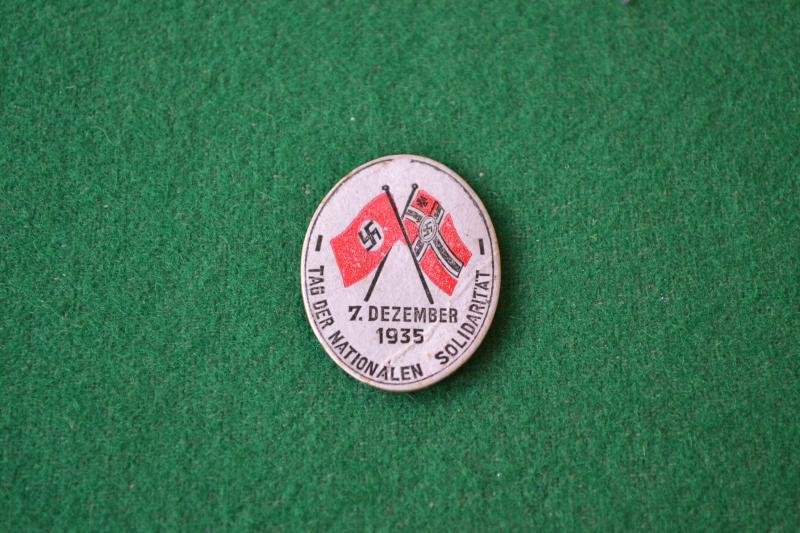 7. DEZEMBER
1935
TAG DER NATIONALEN SOLIDARITÄT